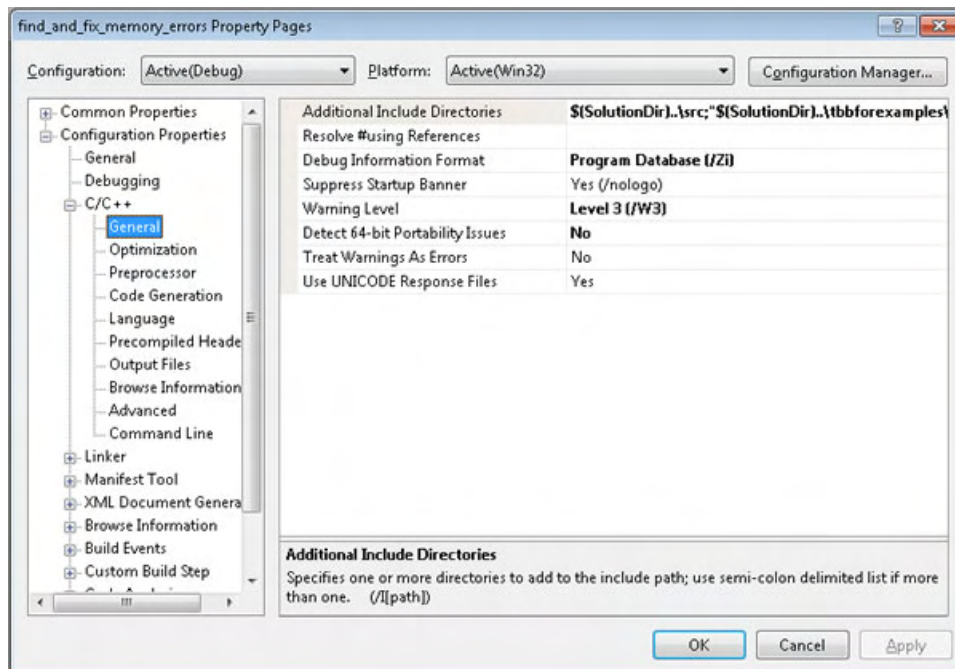 find_and_fix_memory_errors Property Pages
Configuration: Active(Debug) Platform: Active(Win32) Configuration Manager...
Common Properties
Configuration Properties
General
Debugging
C/C++
General
Optimization
Preprocessor
Code Generation
Language
Precompiled Heade
Output Files
Browse Information
Advanced
Command Line
Linker
Manifest Tool
XML Document Genera
Browse Information
Build Events
Custom Build Step
Additional Include Directories $(SolutionDir)..\src;"$(SolutionDir)..\tbbforexamples\
Resolve #using References
Debug Information Format Program Database (/Zi)
Suppress Startup Banner Yes (/nologo)
Warning Level Level 3 (/W3)
Detect 64-bit Portability Issues No
Treat Warnings As Errors No
Use UNICODE Response Files Yes
Additional Include Directories
Specifies one or more directories to add to the include path; use semi-colon delimited list if more
than one. (/I[path])
OK Cancel Apply